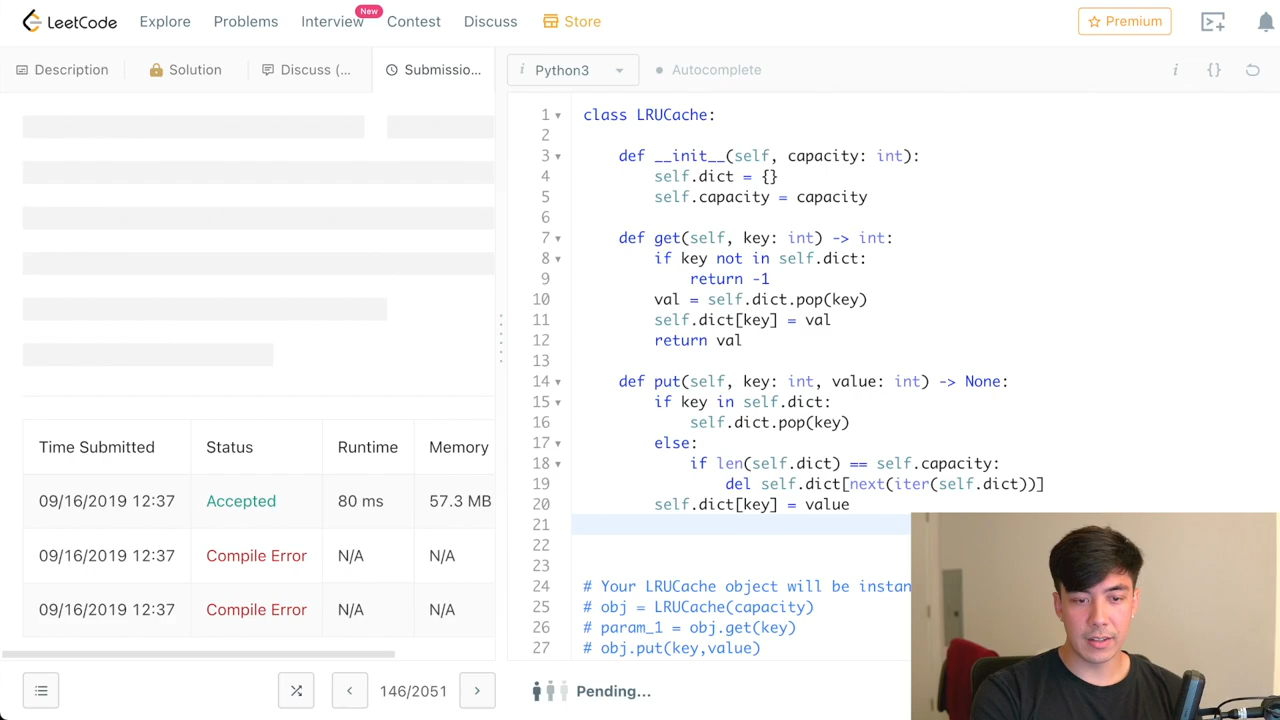 LeetCode
Explore
Problems
Interview
New
Contest
Discuss
Store
Premium
Description
Solution
Discuss (...
Submissio...
i Python3
Autocomplete
i {}
1 class LRUCache:
2
3 def __init__(self, capacity: int):
4 self.dict = {}
5 self.capacity = capacity
6
7 def get(self, key: int) -> int:
8 if key not in self.dict:
9 return -1
10 val = self.dict.pop(key)
11 self.dict[key] = val
12 return val
13
14 def put(self, key: int, value: int) -> None:
15 if key in self.dict:
16 self.dict.pop(key)
17 else:
18 if len(self.dict) == self.capacity:
19 del self.dict[next(iter(self.dict))]
20 self.dict[key] = value
21
22
23
24 # Your LRUCache object will be instan
25 # obj = LRUCache(capacity)
26 # param_1 = obj.get(key)
27 # obj.put(key,value)
Time Submitted Status Runtime Memory
09/16/2019 12:37 Accepted 80 ms 57.3 MB
09/16/2019 12:37 Compile Error N/A N/A
09/16/2019 12:37 Compile Error N/A N/A
146/2051
Pending...